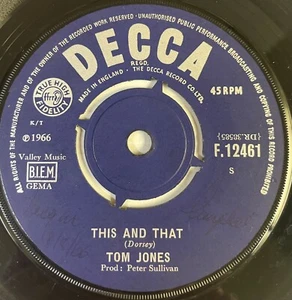 ALL RIGHTS OF THE MANUFACTURER AND OF THE OWNER OF THE RECORDED WORK RESERVED · UNAUTHORISED PUBLIC PERFORMANCE, BROADCASTING AND COPYING OF THIS RECORD PROHIBITED
DECCA
REGD.
MADE IN ENGLAND · THE DECCA RECORD CO. LTD.
TRUE HIGH FIDELITY
ffrr
45 RPM
K/T
(DR.38585)
℗ 1966
F.12461
Valley Music
S
B.I.E.M
GEMA
THIS AND THAT
(Dorsey)
TOM JONES
Prod: Peter Sullivan